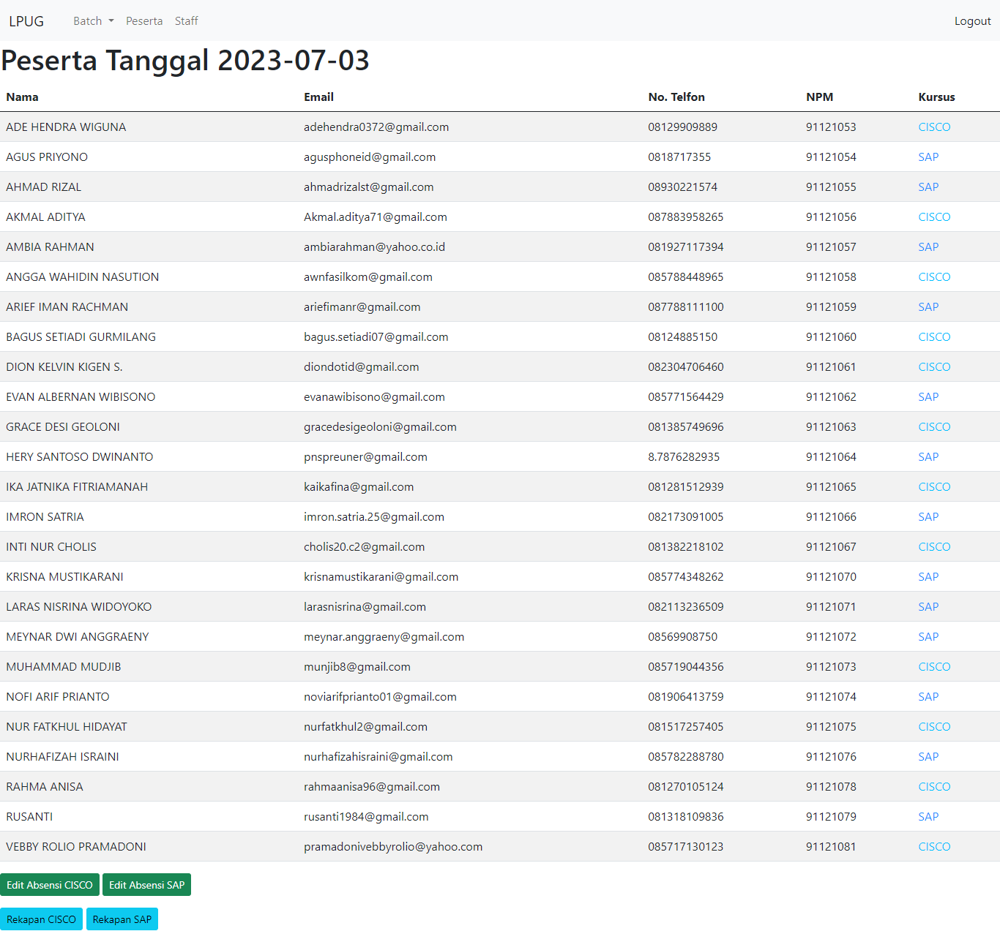 LPUG Batch Peserta Staff Logout
Peserta Tanggal 2023-07-03
Nama Email No. Telfon NPM Kursus
ADE HENDRA WIGUNA adehendra0372@gmail.com 08129909889 91121053 CISCO
AGUS PRIYONO agusphoneid@gmail.com 0818717355 91121054 SAP
AHMAD RIZAL ahmadrizalst@gmail.com 08930221574 91121055 SAP
AKMAL ADITYA Akmal.aditya71@gmail.com 087883958265 91121056 CISCO
AMBIA RAHMAN ambiarahman@yahoo.co.id 081927117394 91121057 SAP
ANGGA WAHIDIN NASUTION awnfasilkom@gmail.com 085788448965 91121058 CISCO
ARIEF IMAN RACHMAN ariefimanr@gmail.com 087788111100 91121059 SAP
BAGUS SETIADI GURMILANG bagus.setiadi07@gmail.com 08124885150 91121060 CISCO
DION KELVIN KIGEN S. diondotid@gmail.com 082304706460 91121061 CISCO
EVAN ALBERNAN WIBISONO evanawibisono@gmail.com 085771564429 91121062 SAP
GRACE DESI GEOLONI gracedesigeoloni@gmail.com 081385749696 91121063 CISCO
HERY SANTOSO DWINANTO pnspreuner@gmail.com 8.7876282935 91121064 SAP
IKA JATNIKA FITRIAMANAH kaikafina@gmail.com 081281512939 91121065 CISCO
IMRON SATRIA imron.satria.25@gmail.com 082173091005 91121066 SAP
INTI NUR CHOLIS cholis20.c2@gmail.com 081382218102 91121067 CISCO
KRISNA MUSTIKARANI krisnamustikarani@gmail.com 085774348262 91121070 SAP
LARAS NISRINA WIDOYOKO larasnisrina@gmail.com 082113236509 91121071 SAP
MEYNAR DWI ANGGRAENY meynar.anggraeny@gmail.com 08569908750 91121072 SAP
MUHAMMAD MUDJIB munjib8@gmail.com 085719044356 91121073 CISCO
NOFI ARIF PRIANTO noviarifprianto01@gmail.com 081906413759 91121074 SAP
NUR FATKHUL HIDAYAT nurfatkhul2@gmail.com 081517257405 91121075 CISCO
NURHAFIZAH ISRAINI nurhafizahisraini@gmail.com 085782288780 91121076 SAP
RAHMA ANISA rahmaanisa96@gmail.com 081270105124 91121078 CISCO
RUSANTI rusanti1984@gmail.com 081318109836 91121079 SAP
VEBBY ROLIO PRAMADONI pramadonivebbyrolio@yahoo.com 085717130123 91121081 CISCO
Edit Absensi CISCO Edit Absensi SAP
Rekapan CISCO Rekapan SAP